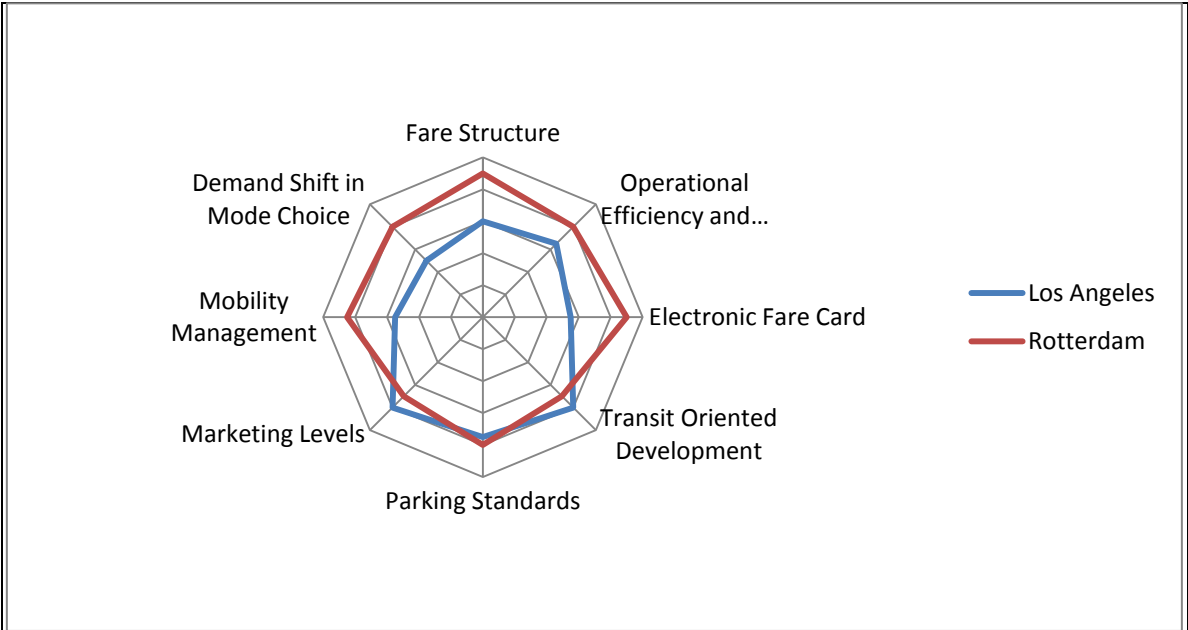 Fare Structure
Demand Shift in
Mode Choice
Operational
Efficiency and...
Mobility
Management
Electronic Fare Card
Los Angeles
Rotterdam
Marketing Levels
Transit Oriented
Development
Parking Standards